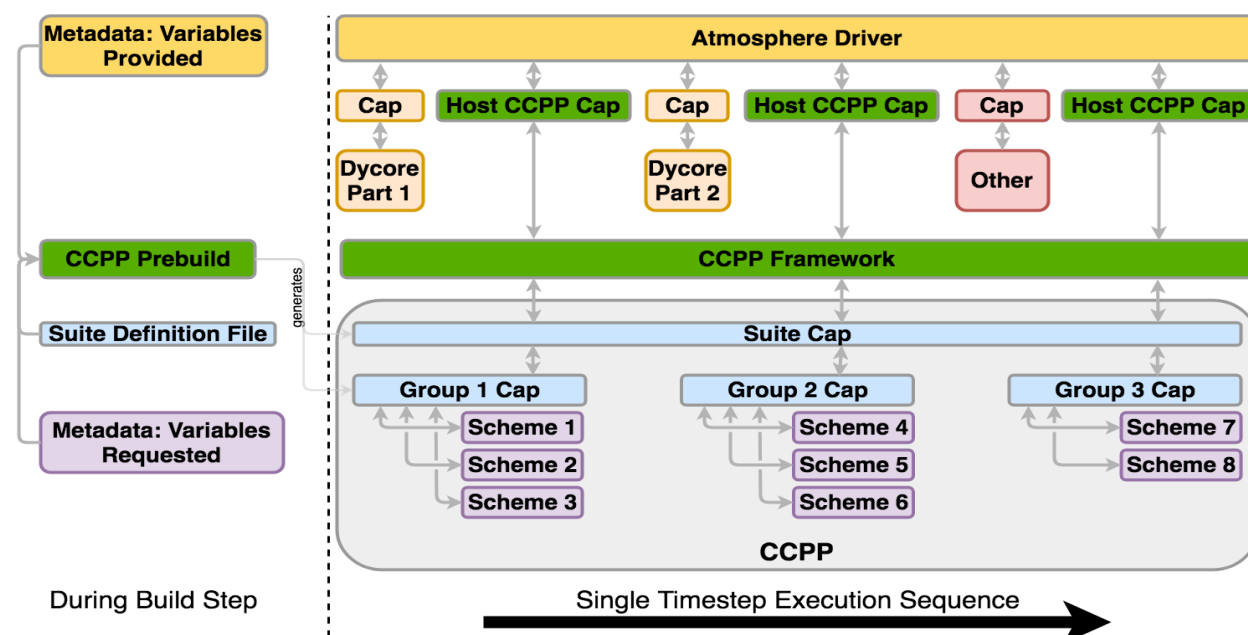 Metadata: Variables
Provided
CCPP Prebuild
generates
Suite Definition File
Metadata: Variables
Requested
During Build Step
Atmosphere Driver
Cap
Host CCPP Cap
Cap
Host CCPP Cap
Cap
Host CCPP Cap
Dycore
Part 1
Dycore
Part 2
Other
CCPP Framework
Suite Cap
Group 1 Cap
Group 2 Cap
Group 3 Cap
Scheme 1
Scheme 2
Scheme 3
Scheme 4
Scheme 5
Scheme 6
Scheme 7
Scheme 8
CCPP
Single Timestep Execution Sequence